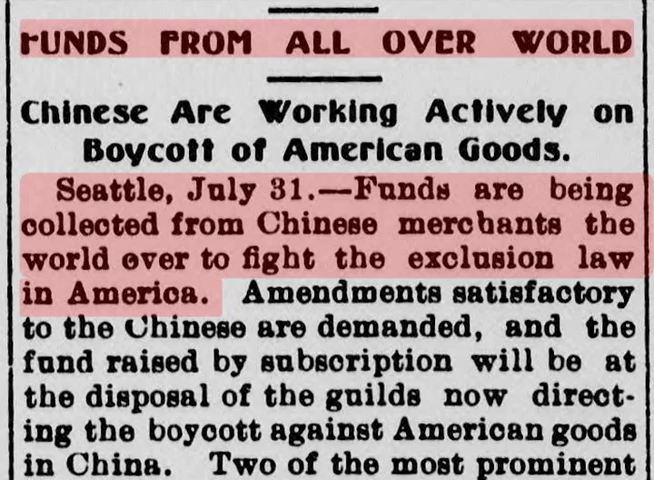 FUNDS FROM ALL OVER WORLD
Chinese Are Working Actively on
Boycott of American Goods.
Seattle, July 31.—Funds are being
collected from Chinese merchants the
world over to fight the exclusion law
in America. Amendments satisfactory
to the Chinese are demanded, and the
fund raised by subscription will be at
the disposal of the guilds now direct-
ing the boycott against American goods
in China. Two of the most prominent